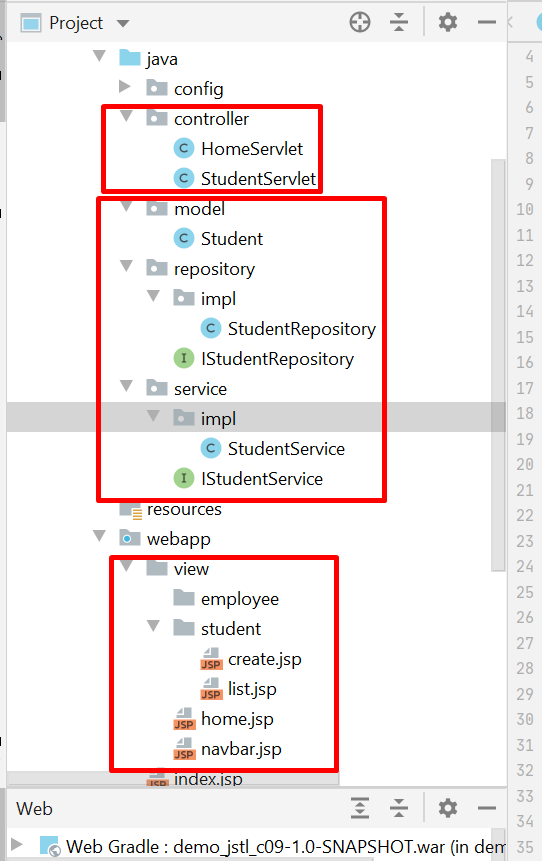 Project
java
config
controller
HomeServlet
StudentServlet
model
Student
repository
impl
StudentRepository
IStudentRepository
service
impl
StudentService
IStudentService
resources
webapp
view
employee
student
JSP create.jsp
JSP list.jsp
JSP home.jsp
JSP navbar.jsp
JSP index.jsp
Web
Web Gradle : demo_jstl_c09-1.0-SNAPSHOT.war (in dem
4
5
6
7
8
9
10
11
12
13
14
15
16
17
18
19
20
21
22
23
24
25
26
27
28
29
30
31
32
33
34
35